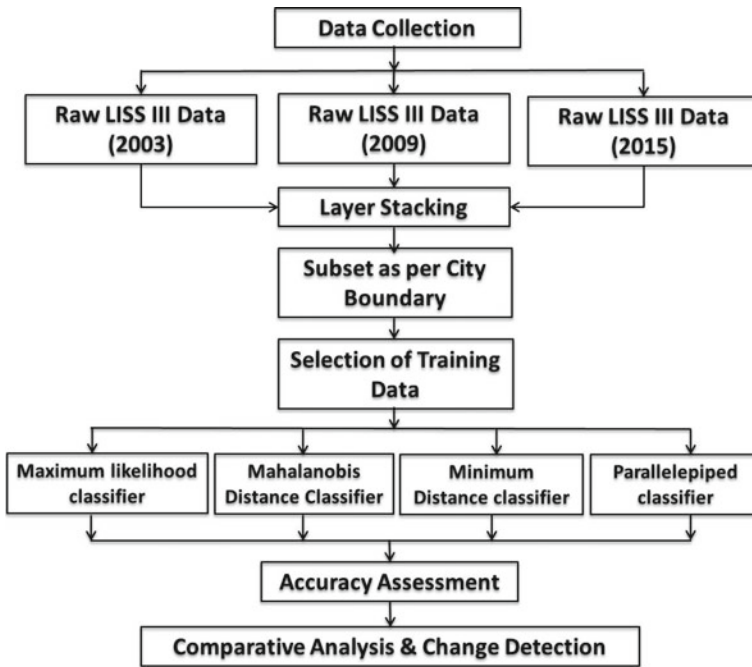 Data Collection
Raw LISS III Data
(2003)
Raw LISS III Data
(2009)
Raw LISS III Data
(2015)
Layer Stacking
Subset as per City
Boundary
Selection of Training
Data
Maximum likelihood
classifier
Mahalanobis
Distance Classifier
Minimum
Distance classifier
Parallelepiped
classifier
Accuracy Assessment
Comparative Analysis & Change Detection